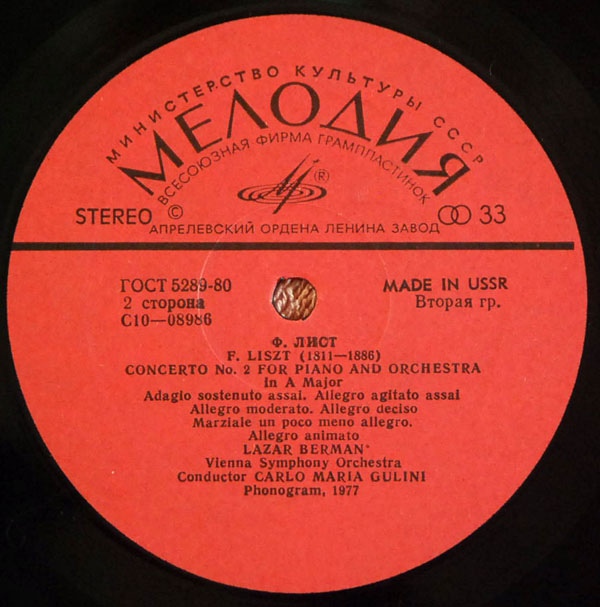 МИНИСТЕРСТВО КУЛЬТУРЫ СССР
МЕЛОДИЯ
ВСЕСОЮЗНАЯ ФИРМА ГРАМПЛАСТИНОК
(R)
STEREO © 33
АПРЕЛЕВСКИЙ ОРДЕНА ЛЕНИНА ЗАВОД
ГОСТ 5289-80
MADE IN USSR
2 сторона
Вторая гр.
С10—08986
Ф. ЛИСТ
F. LISZT (1811—1886)
CONCERTO No. 2 FOR PIANO AND ORCHESTRA
in A Major
Adagio sostenuto assai. Allegro agitato assai
Allegro moderato. Allegro deciso
Marziale un poco meno allegro.
Allegro animato
LAZAR BERMAN
Vienna Symphony Orchestra
Conductor CARLO MARIA GULINI
Phonogram, 1977